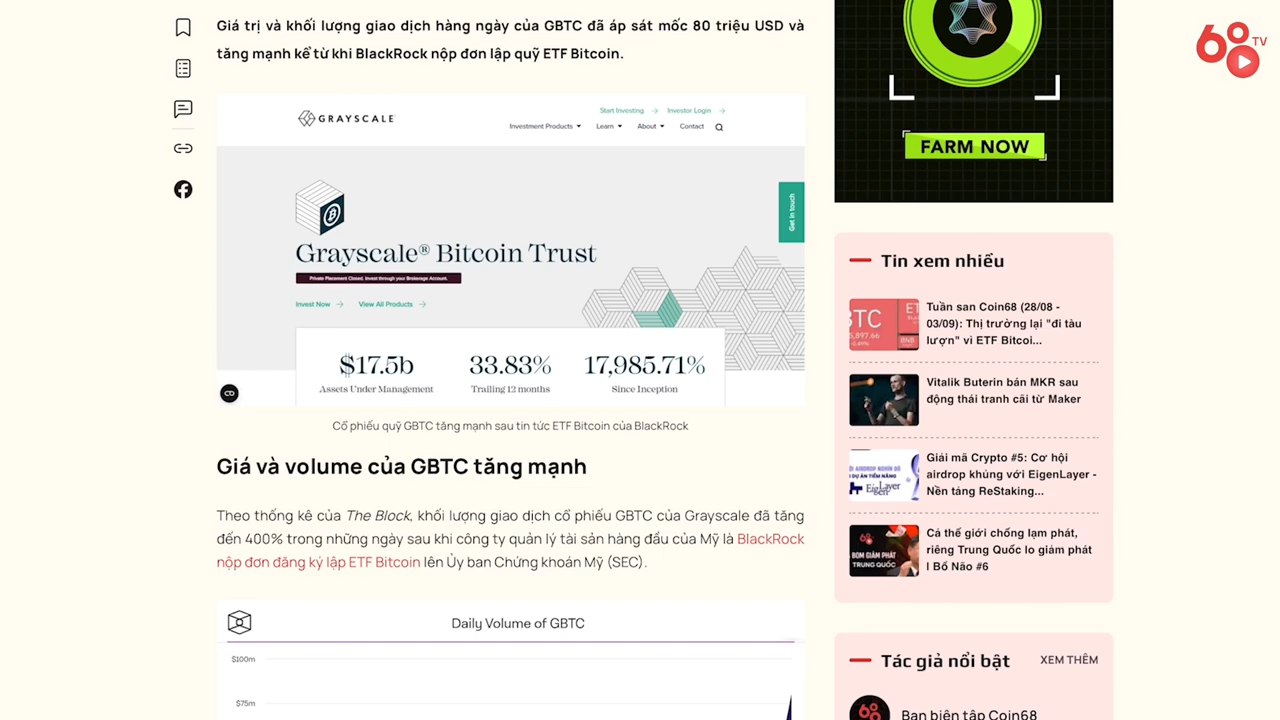 Giá trị và khối lượng giao dịch hàng ngày của GBTC đã áp sát mốc 80 triệu USD và
tăng mạnh kể từ khi BlackRock nộp đơn lập quỹ ETF Bitcoin.
GRAYSCALE
Start Investing
Investor Login
Investment Products
Learn
About
Contact
Get in touch
Grayscale® Bitcoin Trust
Private Placement Closed. Invest through your Brokerage Account.
Invest Now
View All Products
$17.5b
33.83%
17,985.71%
Assets Under Management
Trailing 12 months
Since Inception
Cổ phiếu quỹ GBTC tăng mạnh sau tin tức ETF Bitcoin của BlackRock
Giá và volume của GBTC tăng mạnh
Theo thống kê của The Block, khối lượng giao dịch cổ phiếu GBTC của Grayscale đã tăng
đến 400% trong những ngày sau khi công ty quản lý tài sản hàng đầu của Mỹ là BlackRock
nộp đơn đăng ký lập ETF Bitcoin lên Ủy ban Chứng khoán Mỹ (SEC).
Daily Volume of GBTC
$100m
$75m
68
TV
FARM NOW
Tin xem nhiều
Tuần san Coin68 (28/08 -
03/09): Thị trường lại "đi tàu
lượn" vì ETF Bitcoi...
Vitalik Buterin bán MKR sau
động thái tranh cãi từ Maker
Giải mã Crypto #5: Cơ hội
airdrop khủng với EigenLayer -
Nền tảng ReStaking...
Cả thế giới chống lạm phát,
riêng Trung Quốc lo giảm phát
l Bổ Não #6
Tác giả nổi bật
XEM THÊM
Ban biên tập Coin68